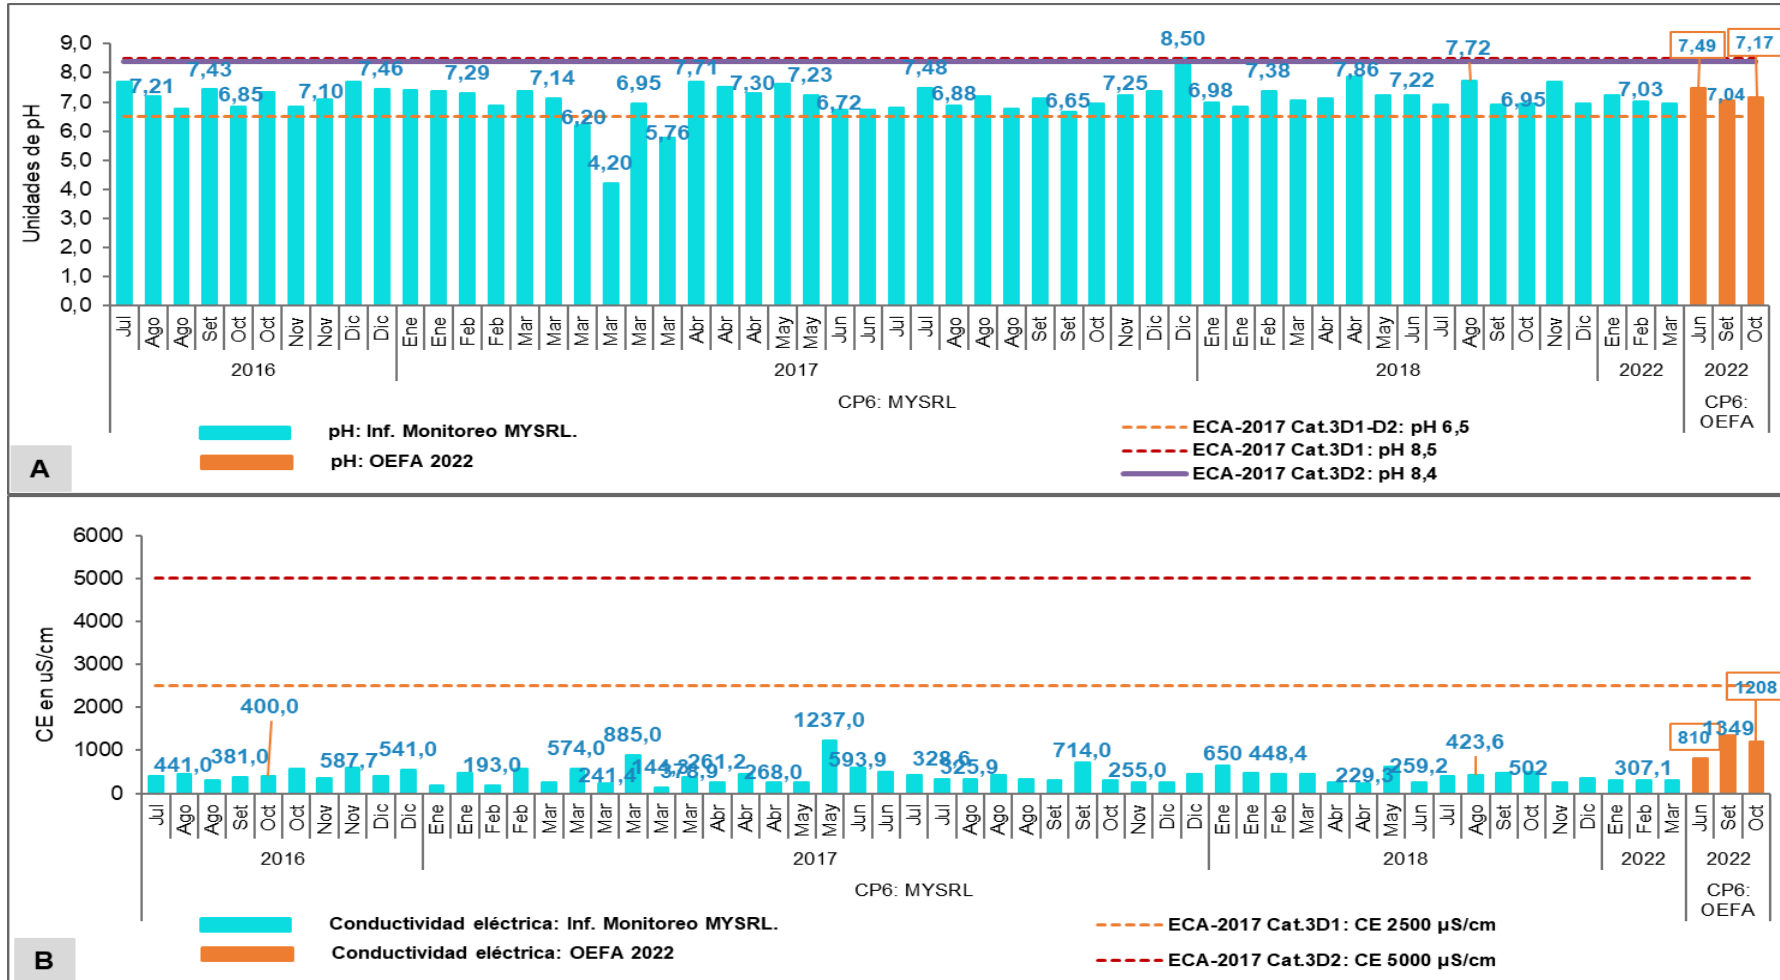 9,0
8,0
7,0
6,0
5,0
4,0
3,0
2,0
1,0
0,0
Unidades de pH
7,21 7,43 6,85 7,10 7,46 7,29 7,14 6,20 4,20 6,95 5,76 7,71 7,30 7,23 6,72 7,48 6,88 6,65 7,25 8,50 6,98 7,38 7,86 7,22 7,72 6,95 7,03 7,49 7,04 7,17
Jul Ago Ago Set Oct Oct Nov Nov Dic Dic Ene Ene Feb Feb Mar Mar Mar Mar Mar Mar Abr Abr Abr May May Jun Jun Jul Jul Ago Ago Ago Set Set Oct Nov Dic Dic Ene Ene Feb Mar Abr Abr May Jun Jul Ago Set Oct Nov Dic Ene Feb Mar Jun Set Oct
2016 2017 2018 2022 2022
CP6: MYSRL CP6: OEFA
pH: Inf. Monitoreo MYSRL.
pH: OEFA 2022
ECA-2017 Cat.3D1-D2: pH 6,5
ECA-2017 Cat.3D1: pH 8,5
ECA-2017 Cat.3D2: pH 8,4
A
6000
5000
4000
3000
2000
1000
0
CE en uS/cm
441,0 381,0 400,0 587,7 541,0 193,0 574,0 241,4 885,0 378,9 261,2 268,0 1237,0 593,9 328,6 325,9 714,0 255,0 650 448,4 229,3 259,2 423,6 502 307,1 810 1349 1208
Jul Ago Ago Set Oct Oct Nov Nov Dic Dic Ene Ene Feb Feb Mar Mar Mar Mar Mar Mar Abr Abr Abr May May Jun Jun Jul Jul Ago Ago Ago Set Set Oct Nov Dic Dic Ene Ene Feb Mar Abr Abr May Jun Jul Ago Set Oct Nov Dic Ene Feb Mar Jun Set Oct
2016 2017 2018 2022 2022
CP6: MYSRL CP6: OEFA
Conductividad eléctrica: Inf. Monitoreo MYSRL.
Conductividad eléctrica: OEFA 2022
ECA-2017 Cat.3D1: CE 2500 µS/cm
ECA-2017 Cat.3D2: CE 5000 µS/cm
B